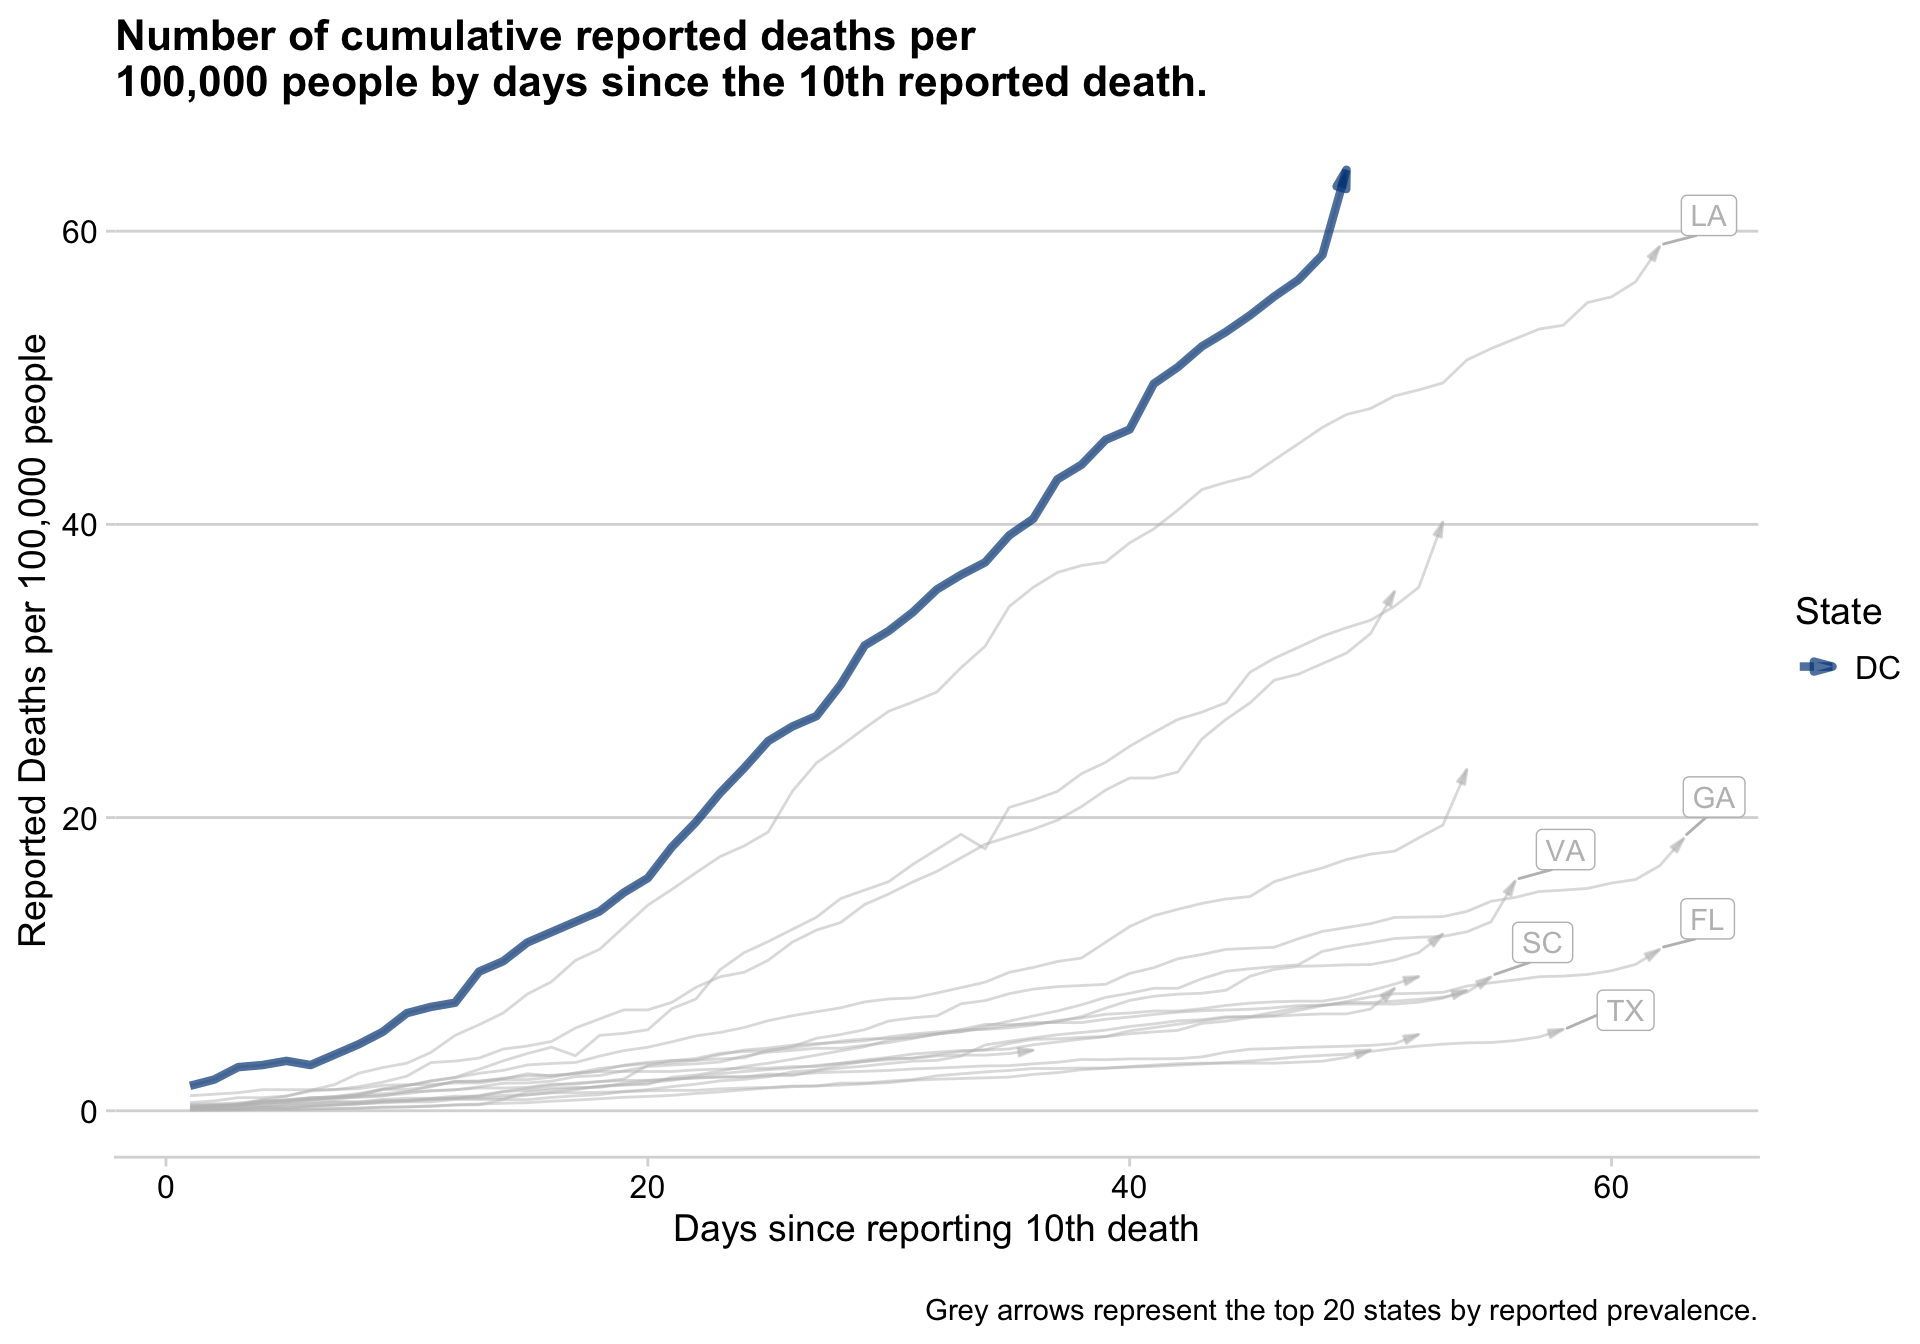 Number of cumulative reported deaths per
100,000 people by days since the 10th reported death.
Reported Deaths per 100,000 people
60
40
20
0
LA
GA
VA
FL
SC
TX
State
DC
0
20
40
60
Days since reporting 10th death
Grey arrows represent the top 20 states by reported prevalence.